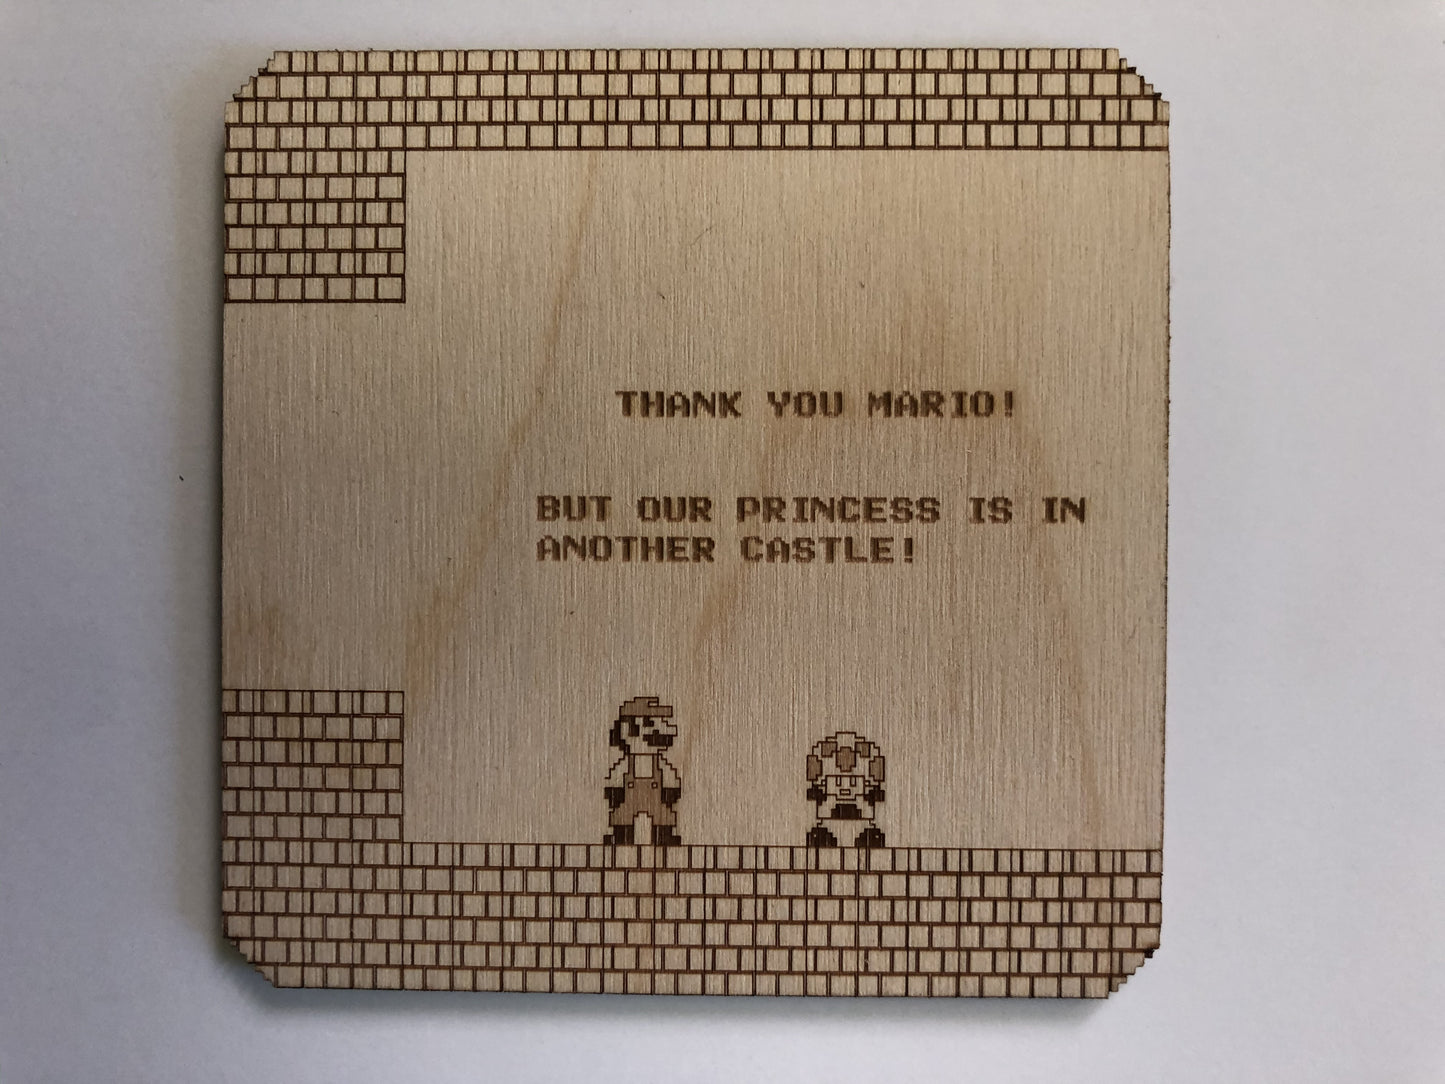 THANK YOU MARIO!
BUT OUR PRINCESS IS IN
ANOTHER CASTLE!